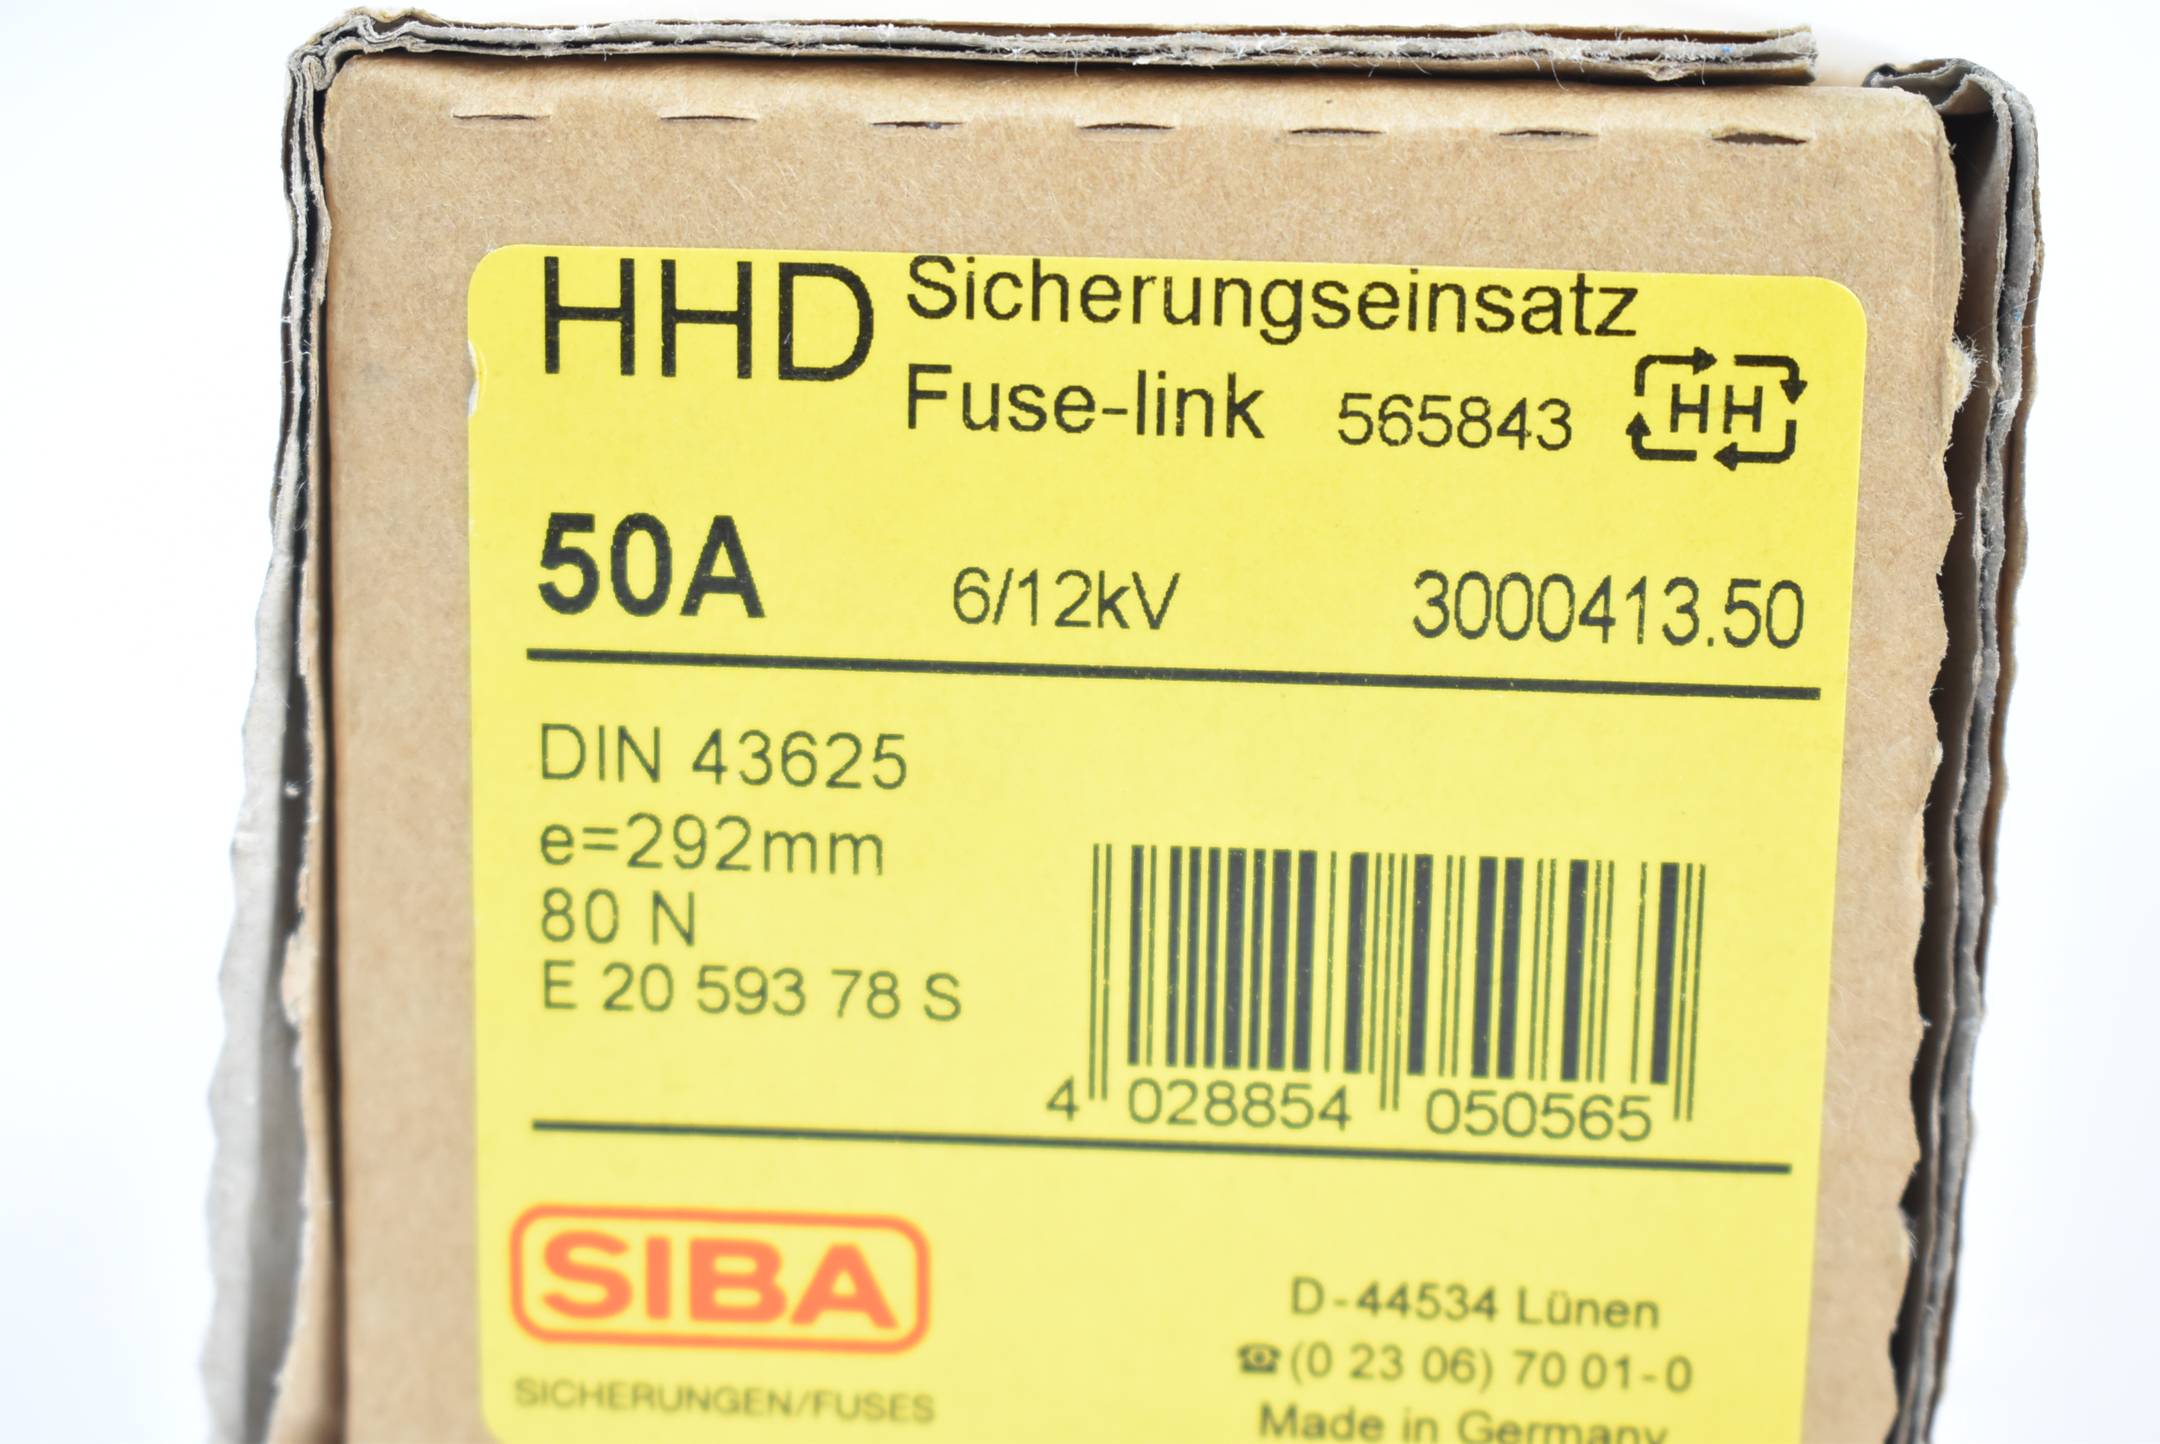 HHD Sicherungseinsatz
Fuse-link 565843 HH
50A 6/12kV 3000413.50
DIN 43625
e=292mm
80 N
E 20 593 78 S
4 028854 050565
SIBA
SICHERUNGEN/FUSES
D-44534 Lünen
☎(0 23 06) 70 01-0
Made in Germany